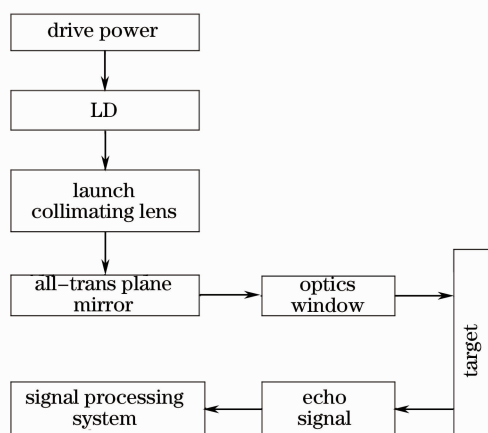 drive power
LD
launch
collimating lens
all–trans plane
mirror
optics
window
target
signal processing
system
echo
signal